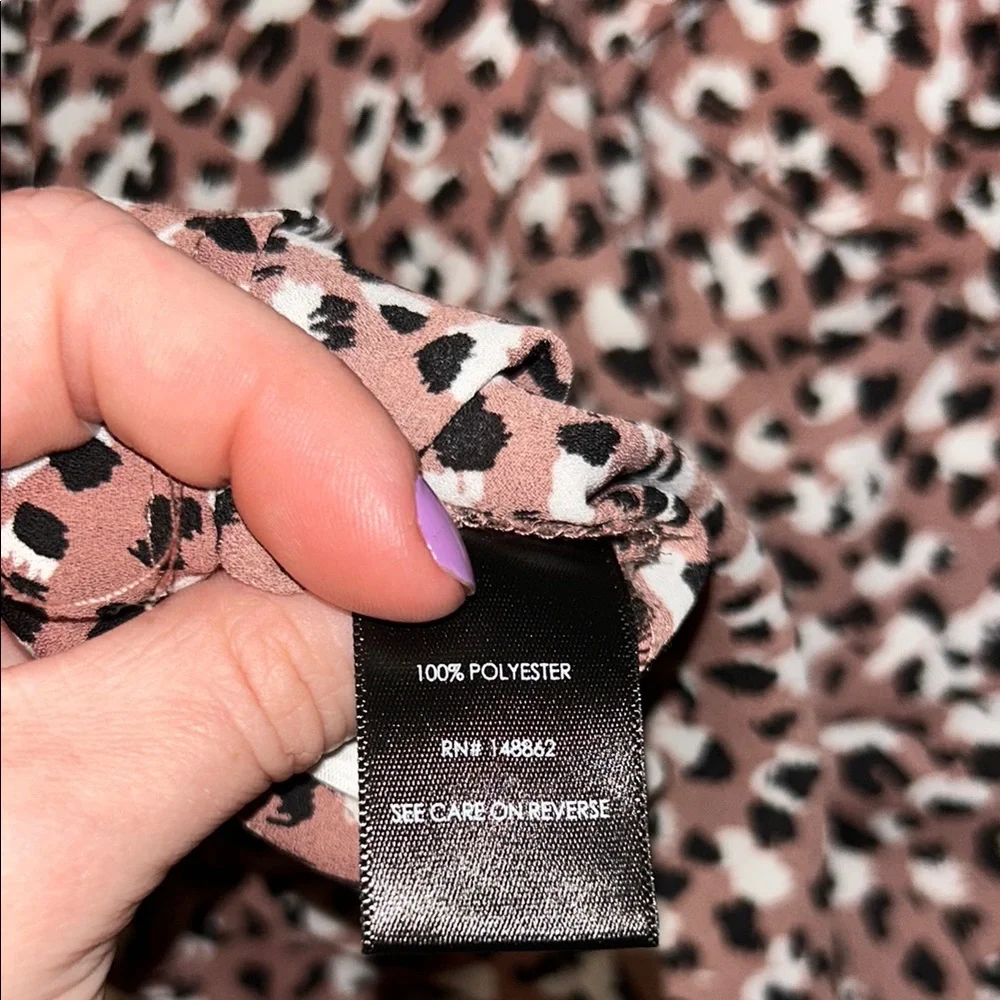 100% POLYESTER
RN# 148862
SEE CARE ON REVERSE